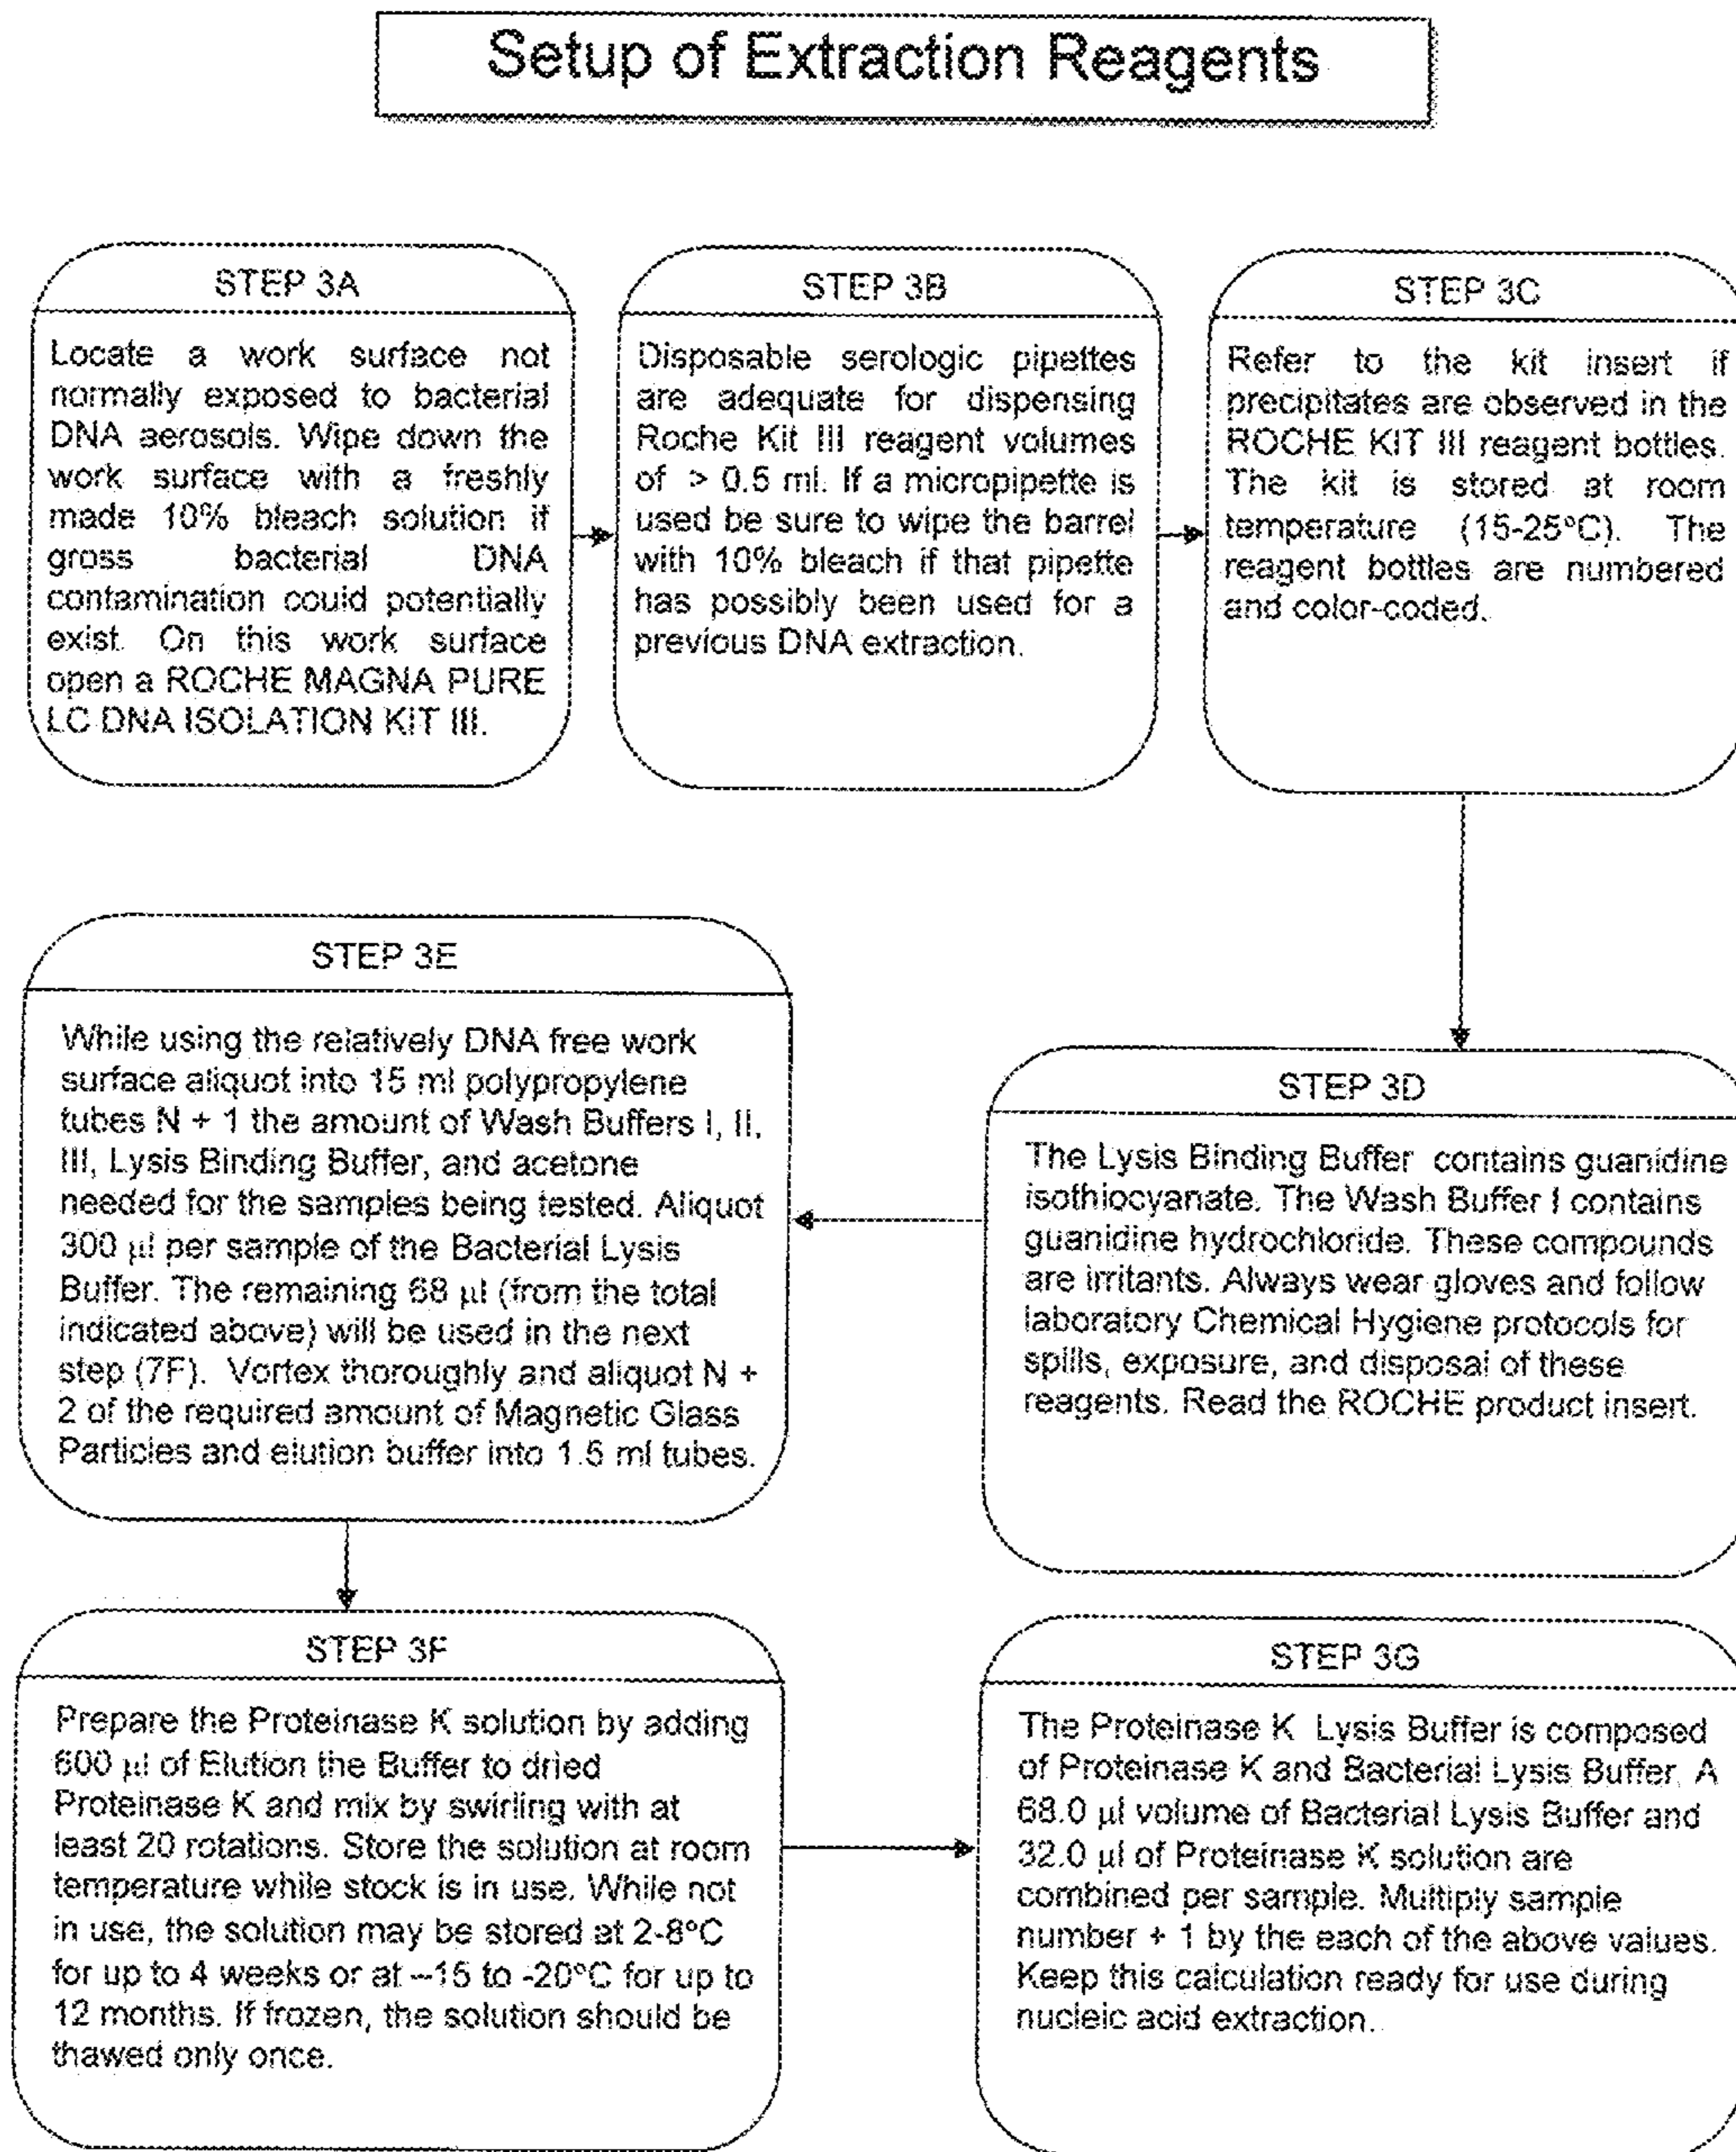 Setup of Extraction Reagents
STEP 3A
Locate a work surface not
normally exposed to bacterial
DNA aerosols. Wipe down the
work surface with a freshly
made 10% bleach solution if
gross bacterial DNA
contamination could potentially
exist. On this work surface
open a ROCHE MAGNA PURE
LC DNA ISOLATION KIT III.
STEP 3B
Disposable serologic pipettes
are adequate for dispensing
Roche Kit III reagent volumes
of > 0.5 ml. If a micropipette is
used be sure to wipe the barrel
with 10% bleach if that pipette
has possibly been used for a
previous DNA extraction.
STEP 3C
Refer to the kit insert if
precipitates are observed in the
ROCHE KIT III reagent bottles.
The kit is stored at room
temperature (15-25°C). The
reagent bottles are numbered
and color-coded.
STEP 3D
The Lysis Binding Buffer contains guanidine
isothiocyanate. The Wash Buffer I contains
guanidine hydrochloride. These compounds
are irritants. Always wear gloves and follow
laboratory Chemical Hygiene protocols for
spills, exposure, and disposal of these
reagents. Read the ROCHE product insert.
STEP 3E
While using the relatively DNA free work
surface aliquot into 15 ml polypropylene
tubes N + 1 the amount of Wash Buffers I, II,
III, Lysis Binding Buffer, and acetone
needed for the samples being tested. Aliquot
300 µl per sample of the Bacterial Lysis
Buffer. The remaining 68 µl (from the total
indicated above) will be used in the next
step (7F). Vortex thoroughly and aliquot N +
2 of the required amount of Magnetic Glass
Particles and elution buffer into 1.5 ml tubes.
STEP 3F
Prepare the Proteinase K solution by adding
600 µl of Elution the Buffer to dried
Proteinase K and mix by swirling with at
least 20 rotations. Store the solution at room
temperature while stock is in use. While not
in use, the solution may be stored at 2-8°C
for up to 4 weeks or at –15 to -20°C for up to
12 months. If frozen, the solution should be
thawed only once.
STEP 3G
The Proteinase K Lysis Buffer is composed
of Proteinase K and Bacterial Lysis Buffer. A
68.0 µl volume of Bacterial Lysis Buffer and
32.0 µl of Proteinase K solution are
combined per sample. Multiply sample
number + 1 by the each of the above values.
Keep this calculation ready for use during
nucleic acid extraction.